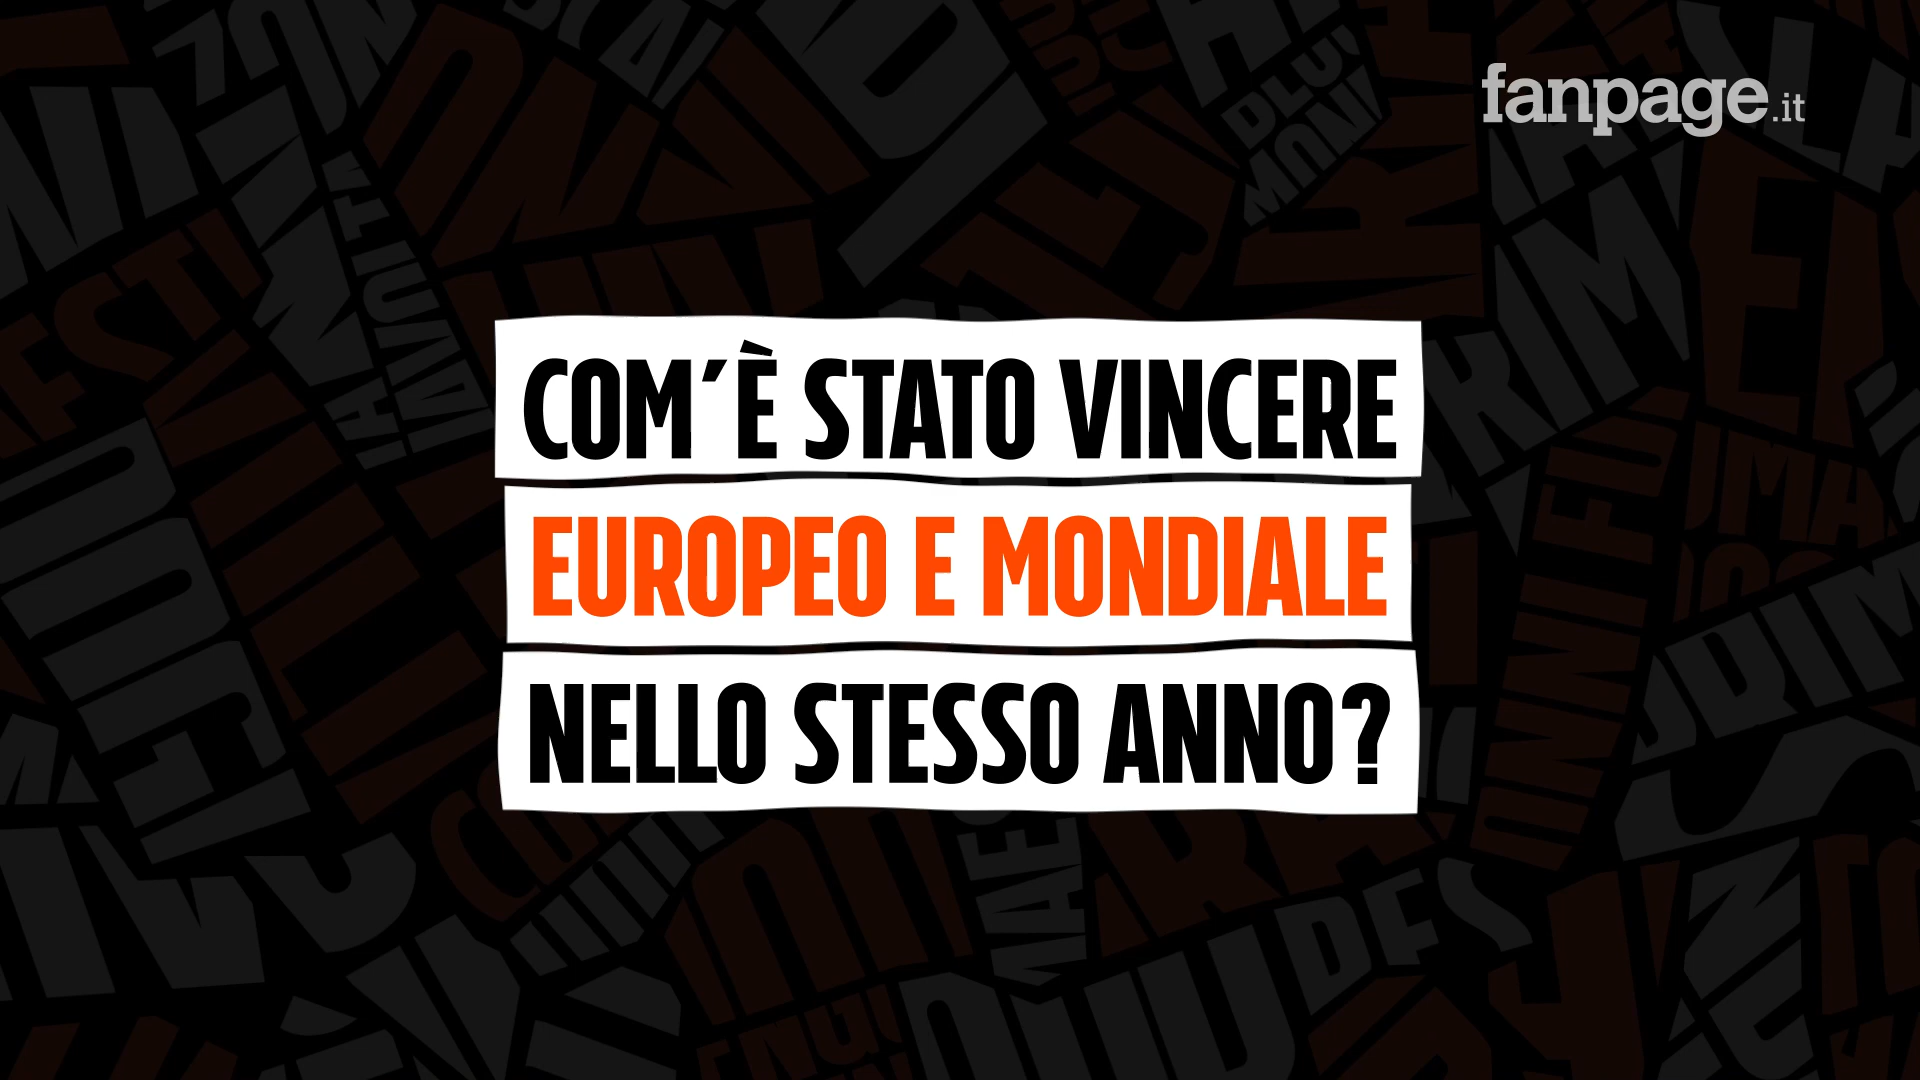 fanpage.it
COM'È STATO VINCERE
EUROPEO E MONDIALE
NELLO STESSO ANNO?